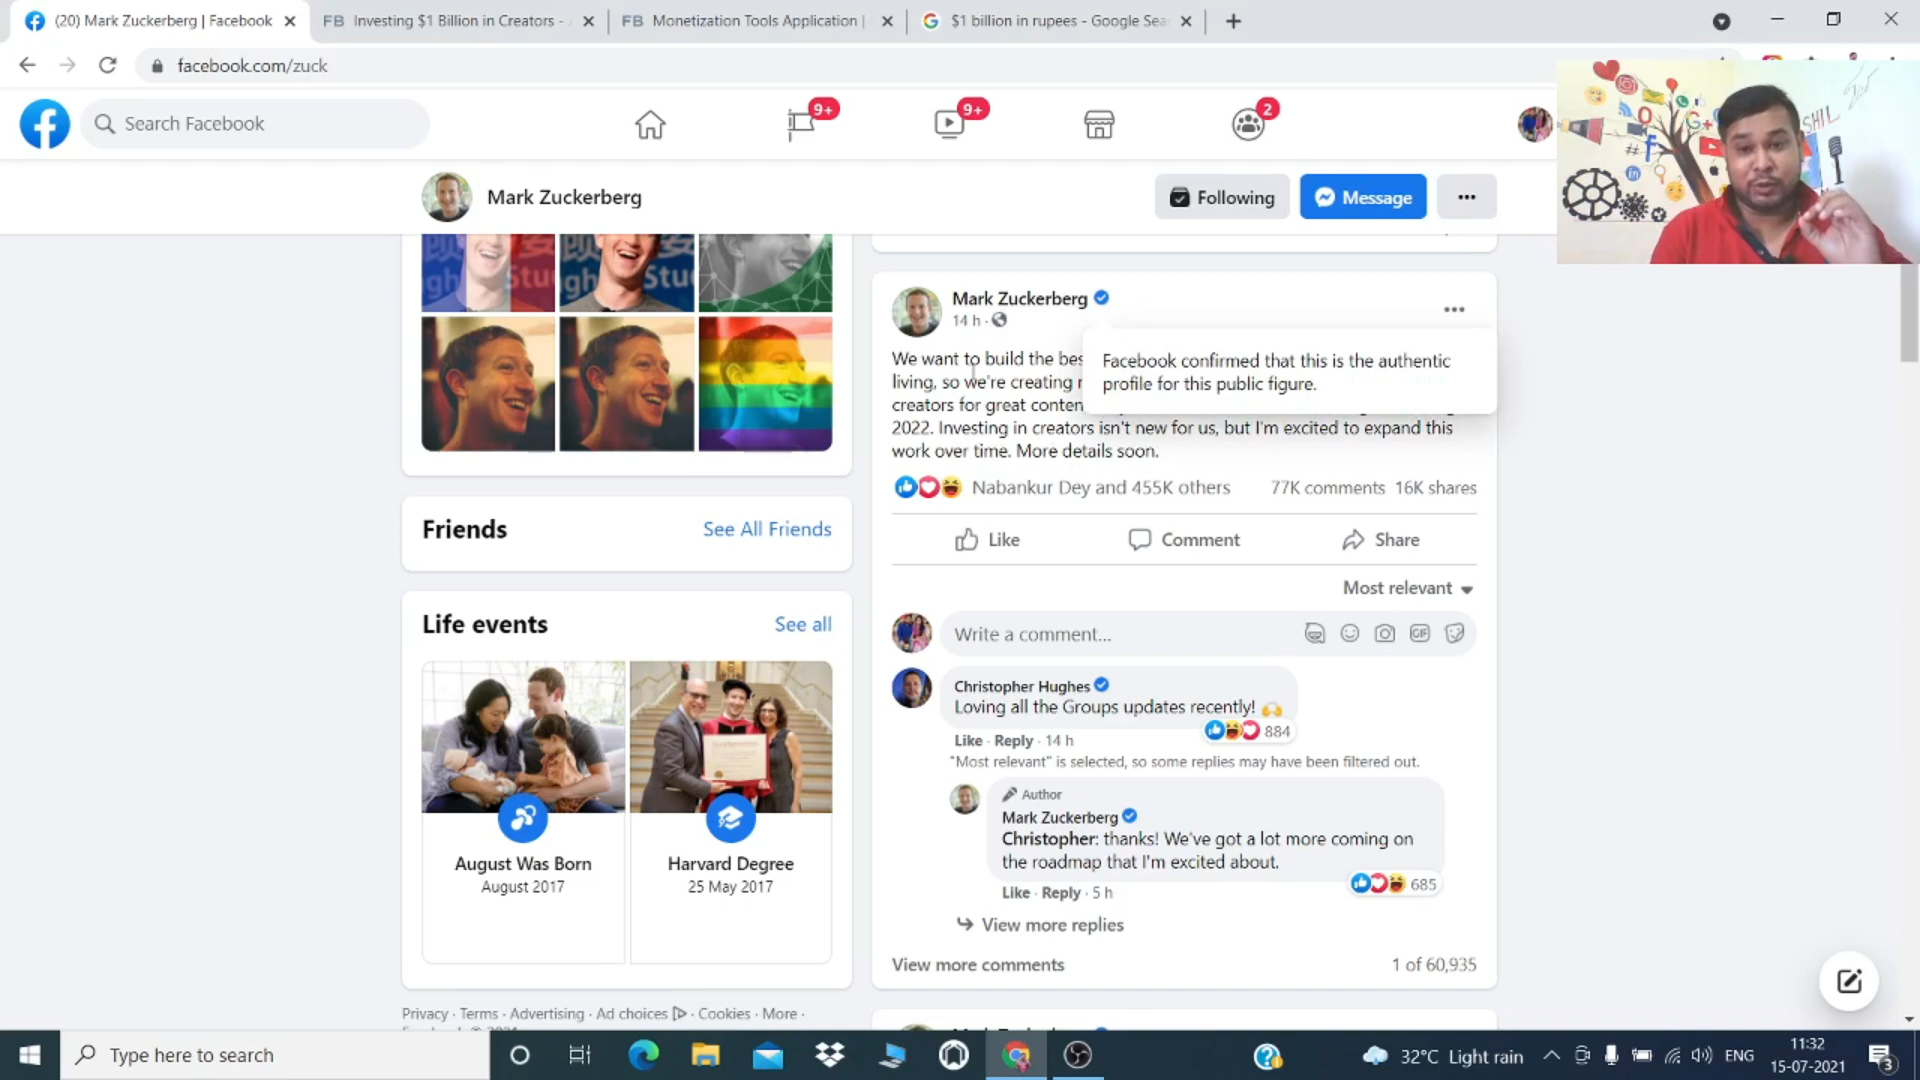 (20) Mark Zuckerberg | Facebook
FB Investing $1 Billion in Creators -
FB Monetization Tools Application |
$1 billion in rupees - Google Sea
facebook.com/zuck
Search Facebook
9+
9+
2
SHIL
Mark Zuckerberg
Following
Message
Mark Zuckerberg
14 h
Facebook confirmed that this is the authentic
profile for this public figure.
We want to build the bes
living, so we're creating
creators for great conten
2022. Investing in creators isn't new for us, but I'm excited to expand this
work over time. More details soon.
Nabankur Dey and 455K others
77K comments 16K shares
Like
Comment
Share
Most relevant
Write a comment...
GIF
Christopher Hughes
Loving all the Groups updates recently!
884
Like · Reply · 14 h
"Most relevant" is selected, so some replies may have been filtered out.
Author
Mark Zuckerberg
Christopher: thanks! We've got a lot more coming on
the roadmap that I'm excited about.
685
Like · Reply · 5 h
View more replies
View more comments
1 of 60,935
Friends
See All Friends
Life events
See all
August Was Born
August 2017
Harvard Degree
25 May 2017
Privacy · Terms · Advertising · Ad choices · Cookies · More ·
Type here to search
32°C Light rain
ENG
11:32
15-07-2021
3